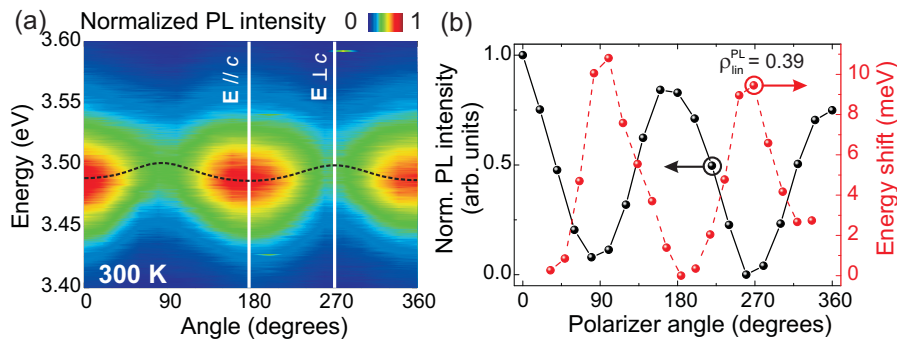 (a) Normalized PL intensity 0 1
3.60
3.55
3.50
3.45
3.40
Energy (eV)
E // c
E ⊥ c
300 K
0 90 180 270 360
Angle (degrees)
(b)
1.0
0.5
0.0
Norm. PL intensity
(arb. units)
ρ_lin^PL = 0.39
10
8
6
4
2
0
Energy shift (meV)
0 90 180 270 360
Polarizer angle (degrees)